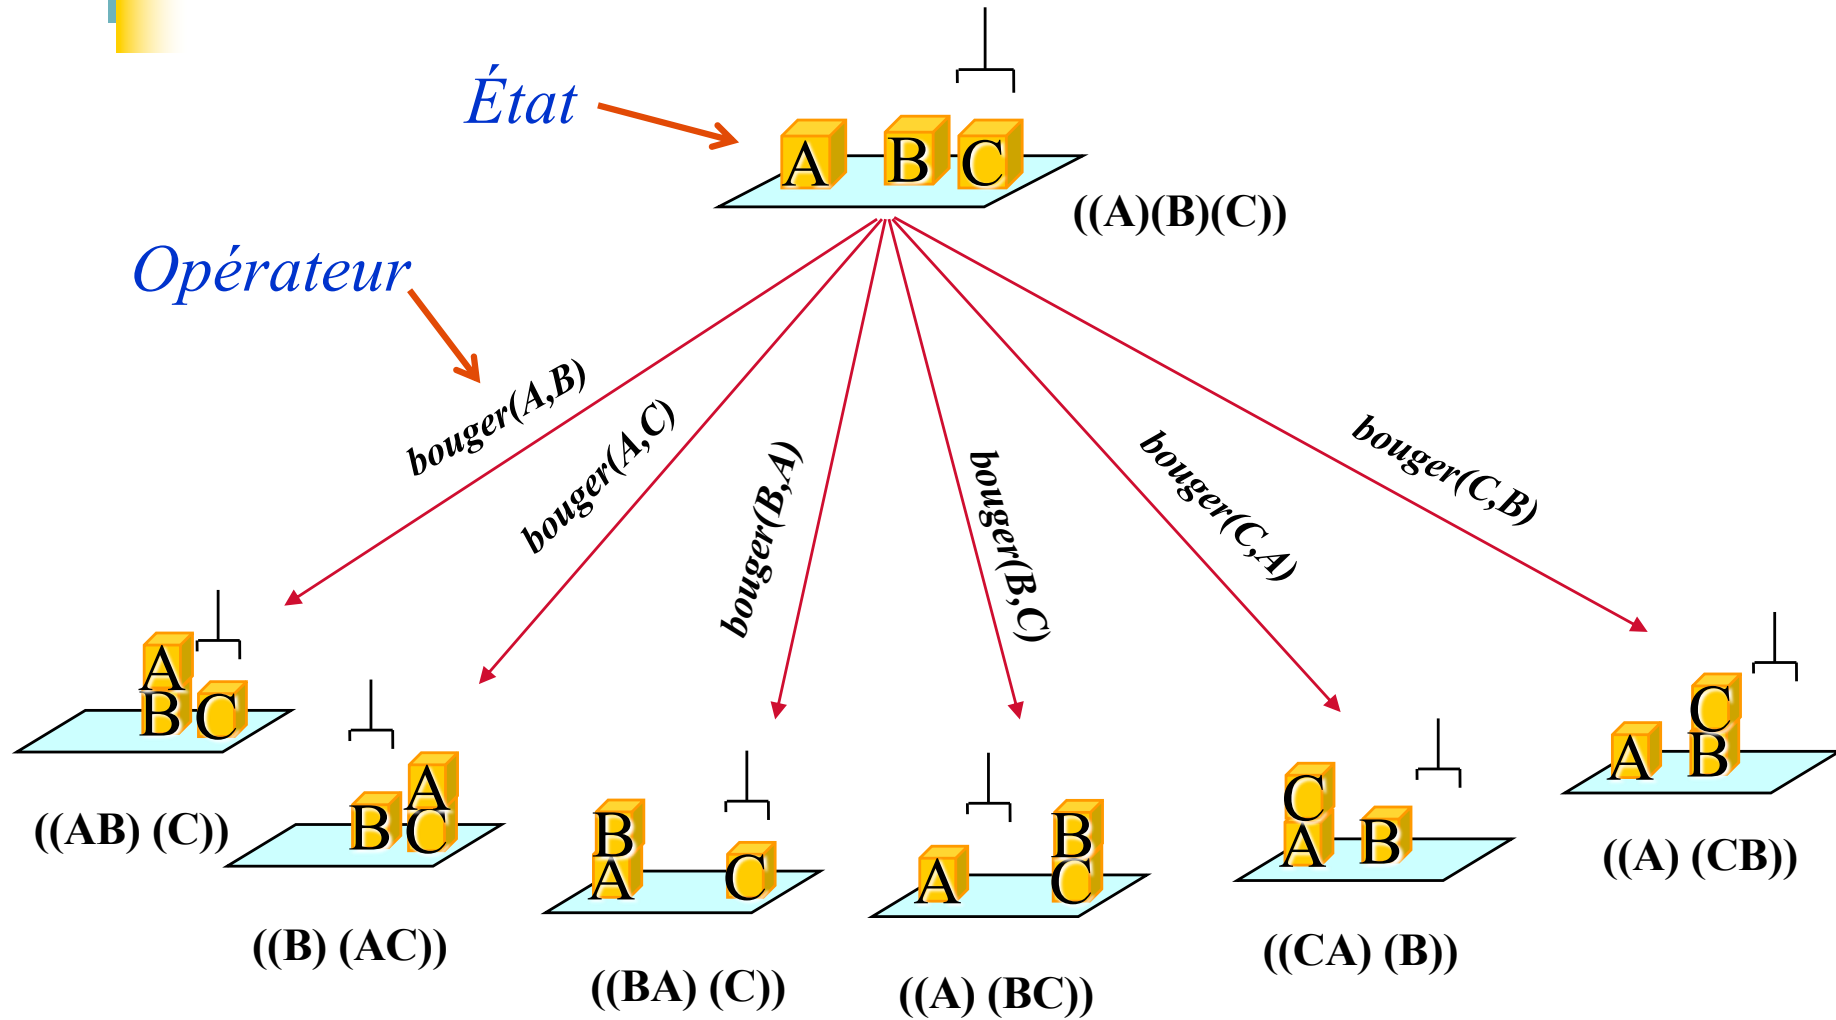 État
A B C
((A)(B)(C))
Opérateur
bouger(A,B)
bouger(A,C)
bouger(B,A)
bouger(B,C)
bouger(C,A)
bouger(C,B)
A
B C
((AB) (C))
A
B C
((B) (AC))
B
A C
((BA) (C))
B
A C
((A) (BC))
C
A B
((CA) (B))
C
A B
((A) (CB))